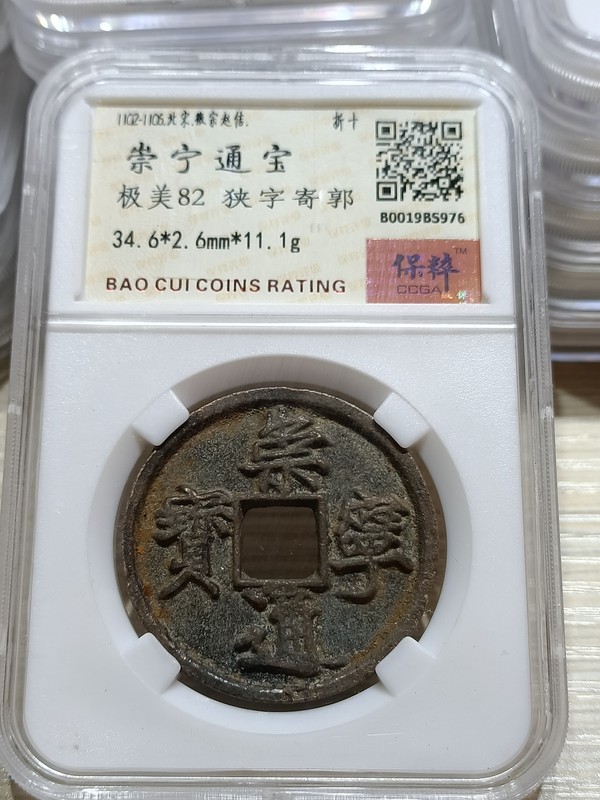 1102-1106.北宋.徽宗赵佶. 折十
崇宁通宝
极美82 狭字寄郭
B0019BS976
34.6*2.6mm*11.1g
保粹 TM
CCGA
BAO CUI COINS RATING
崇
寶 寧
通